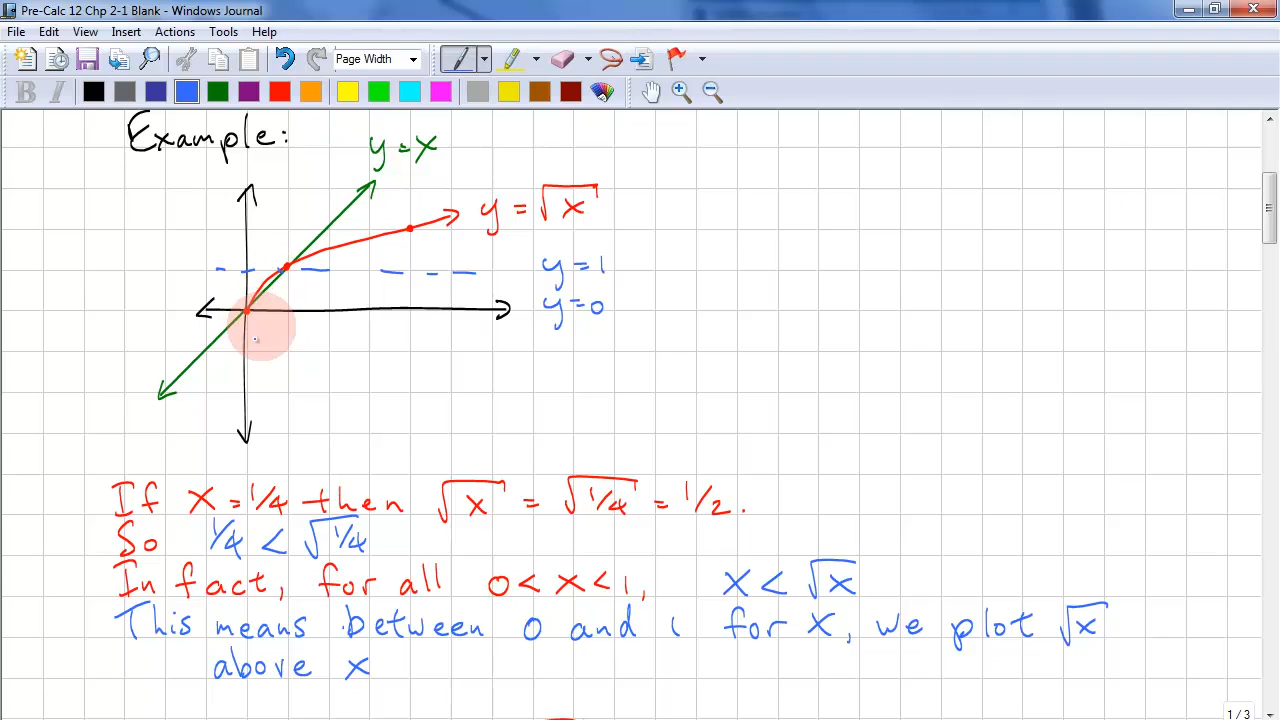 Pre-Calc 12 Chp 2-1 Blank - Windows Journal
File Edit View Insert Actions Tools Help
Page Width
B I
Example:
y = x
y = √x
y = 1
y = 0
If x = 1/4 then √x = √1/4 = 1/2.
So 1/4 < √1/4
In fact, for all 0 < x < 1, x < √x
This means between 0 and 1 for x, we plot √x
above x
1 / 3